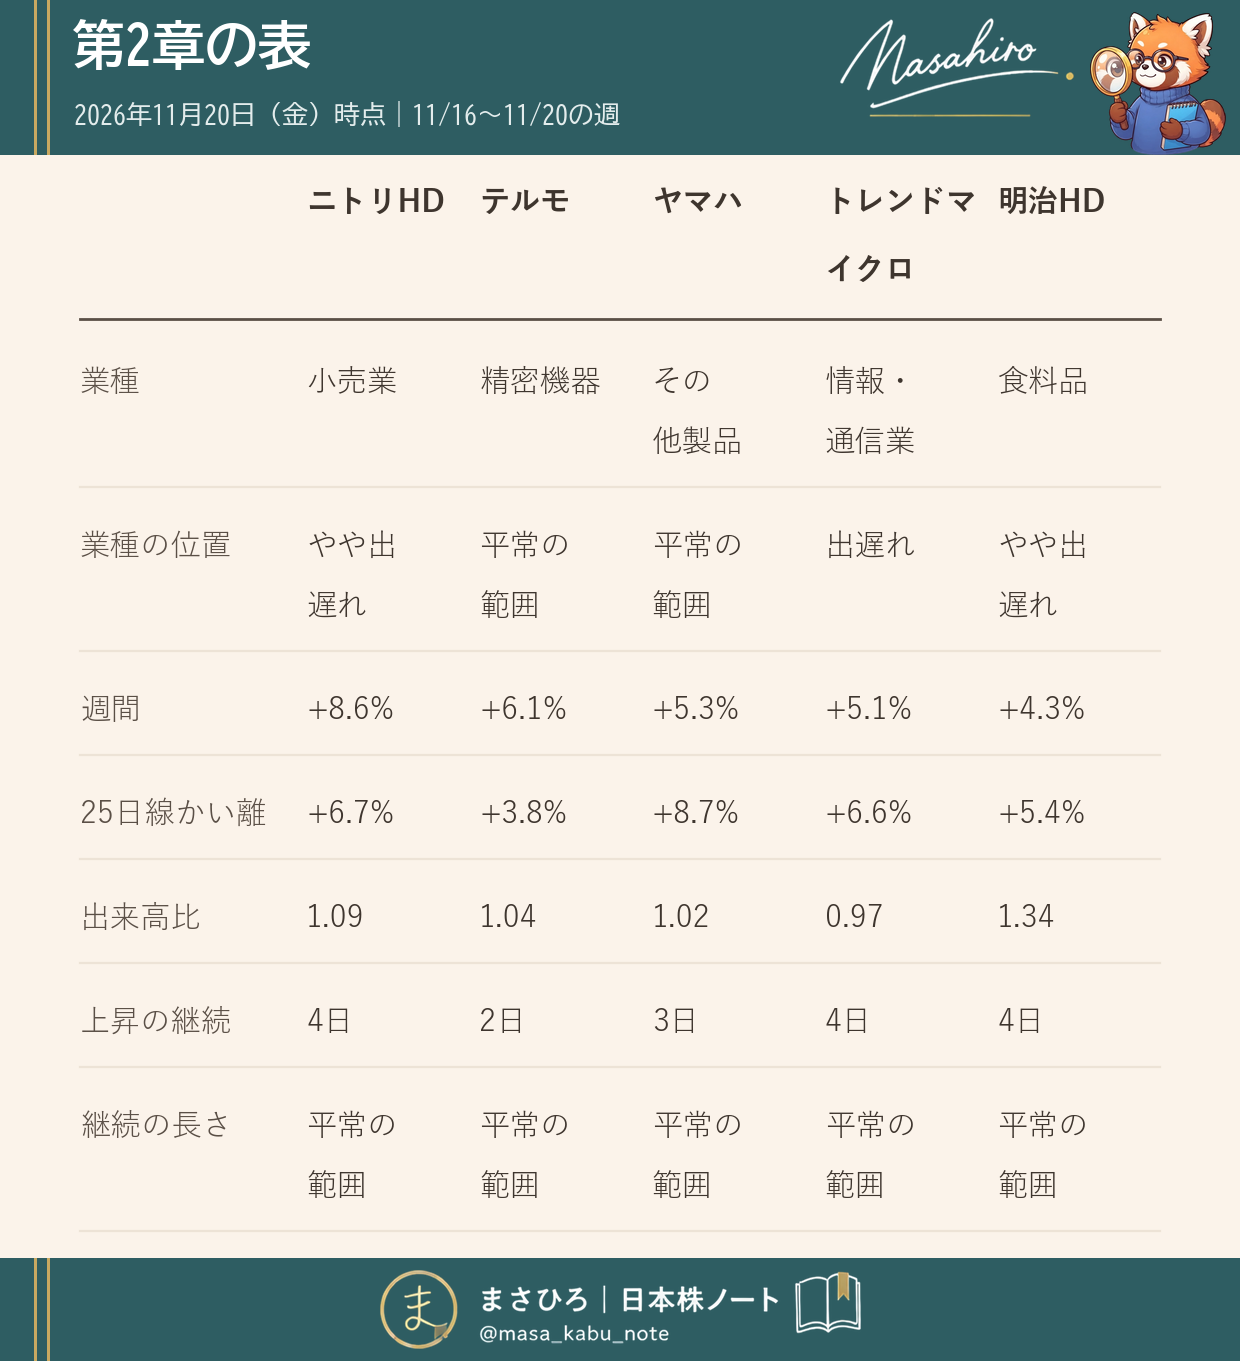 第2章の表
2026年11月20日（金）時点｜11/16〜11/20の週
Masahiro
ニトリHD テルモ ヤマハ トレンドマ 明治HD
イクロ
業種 小売業 精密機器 その 情報・ 食料品
他製品 通信業
業種の位置 やや出 平常の 平常の 出遅れ やや出
遅れ 範囲 範囲 遅れ
週間 +8.6% +6.1% +5.3% +5.1% +4.3%
25日線かい離 +6.7% +3.8% +8.7% +6.6% +5.4%
出来高比 1.09 1.04 1.02 0.97 1.34
上昇の継続 4日 2日 3日 4日 4日
継続の長さ 平常の 平常の 平常の 平常の 平常の
範囲 範囲 範囲 範囲 範囲
ま
まさひろ｜日本株ノート
@masa_kabu_note